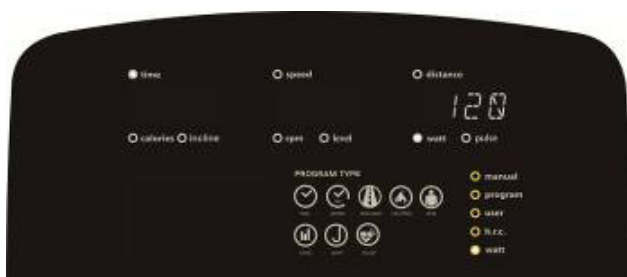 time speed distance
120
calories incline rpm level watt pulse
PROGRAM TYPE
manual
program
user
h.r.c.
watt